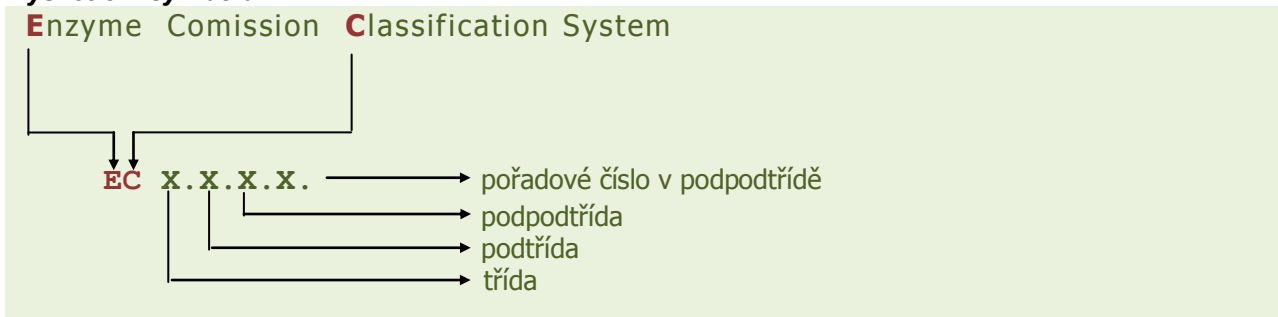 Enzyme Comission Classification System
EC X.X.X.X. pořadové číslo v podpodtřídě
podpodtřída
podtřída
třída